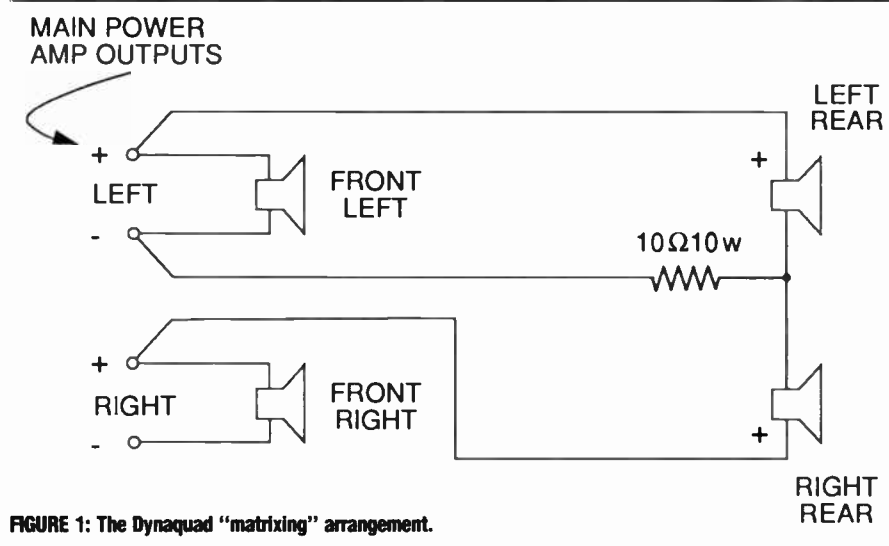 MAIN POWER
AMP OUTPUTS
LEFT
REAR
+
+
LEFT
FRONT
LEFT
-
10Ω10w
+
RIGHT
FRONT
RIGHT
-
+
RIGHT
REAR
FIGURE 1: The Dynaquad "matrixing" arrangement.